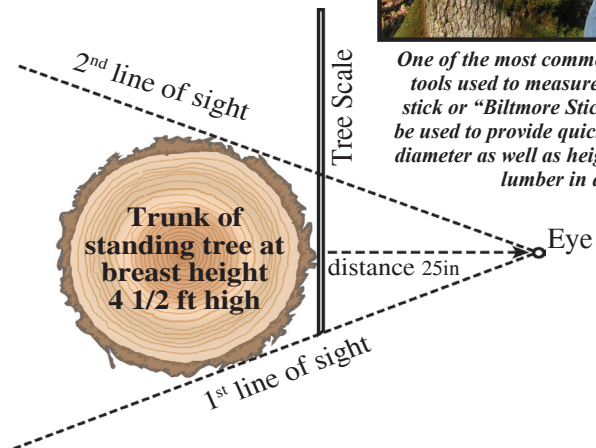 2nd line of sight
Tree Scale
One of the most comm
tools used to measure
stick or “Biltmore Stic
be used to provide quic
diameter as well as heig
lumber in a
Trunk of
standing tree at
breast height
4 1/2 ft high
Eye
distance 25in
1st line of sight